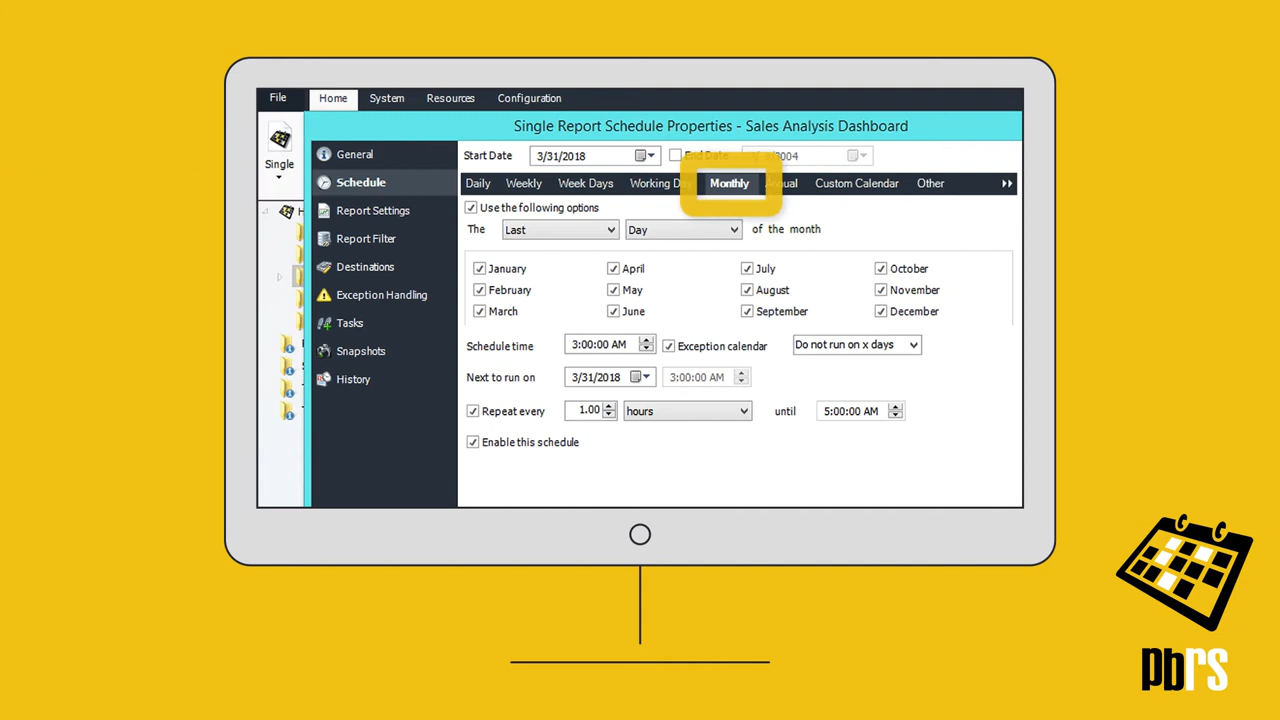 File Home System Resources Configuration
Single Report Schedule Properties - Sales Analysis Dashboard
Single
General
Schedule
Report Settings
Report Filter
Destinations
Exception Handling
Tasks
Snapshots
History
Start Date 3/31/2018 End Date
Daily Weekly Week Days Working Monthly Custom Calendar Other
Use the following options
The Last Day of the month
January April July October
February May August November
March June September December
Schedule time 3:00:00 AM Exception calendar Do not run on x days
Next to run on 3/31/2018 3:00:00 AM
Repeat every 1.00 hours until 5:00:00 AM
Enable this schedule
pbrs